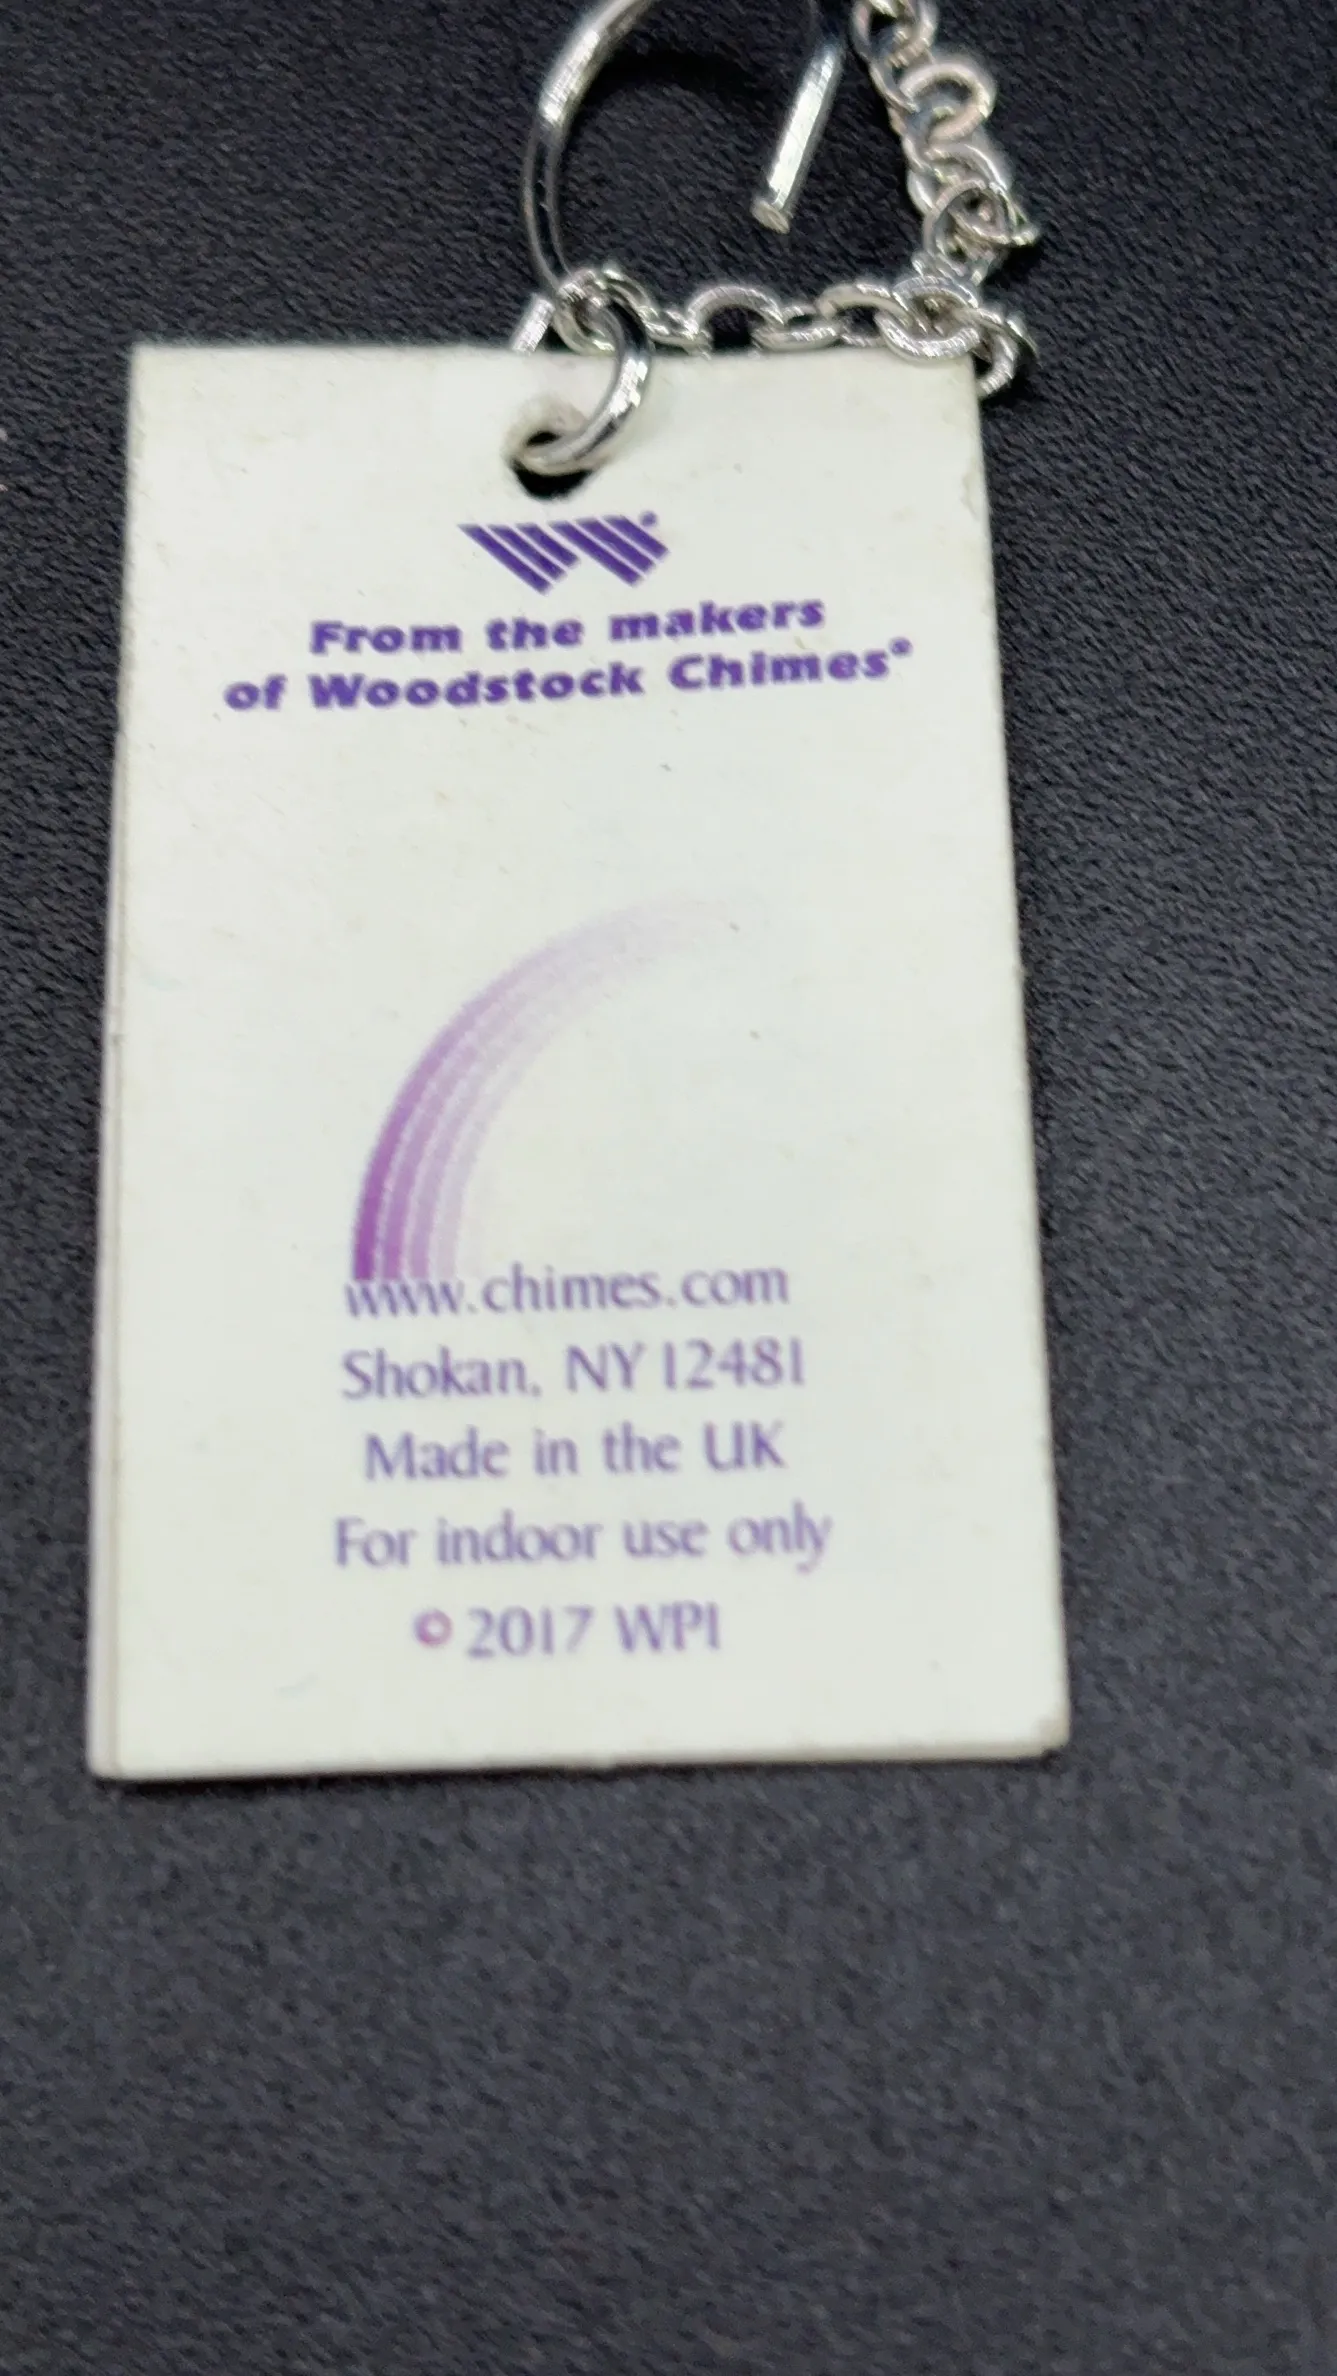 From the makers
of Woodstock Chimes®
www.chimes.com
Shokan, NY 12481
Made in the UK
For indoor use only
© 2017 WPI